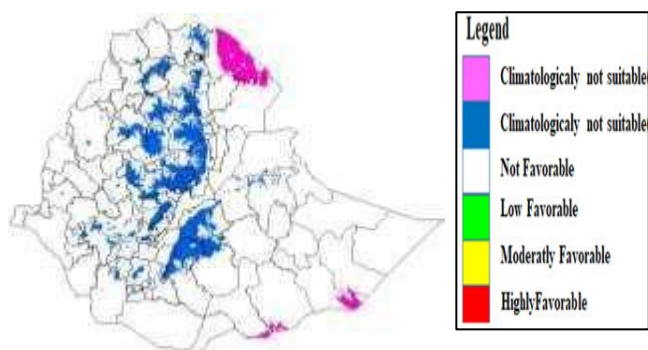 Legend
Climatologicaly not suitable
Climatologicaly not suitable
Not Favorable
Low Favorable
Moderatly Favorable
HighlyFavorable